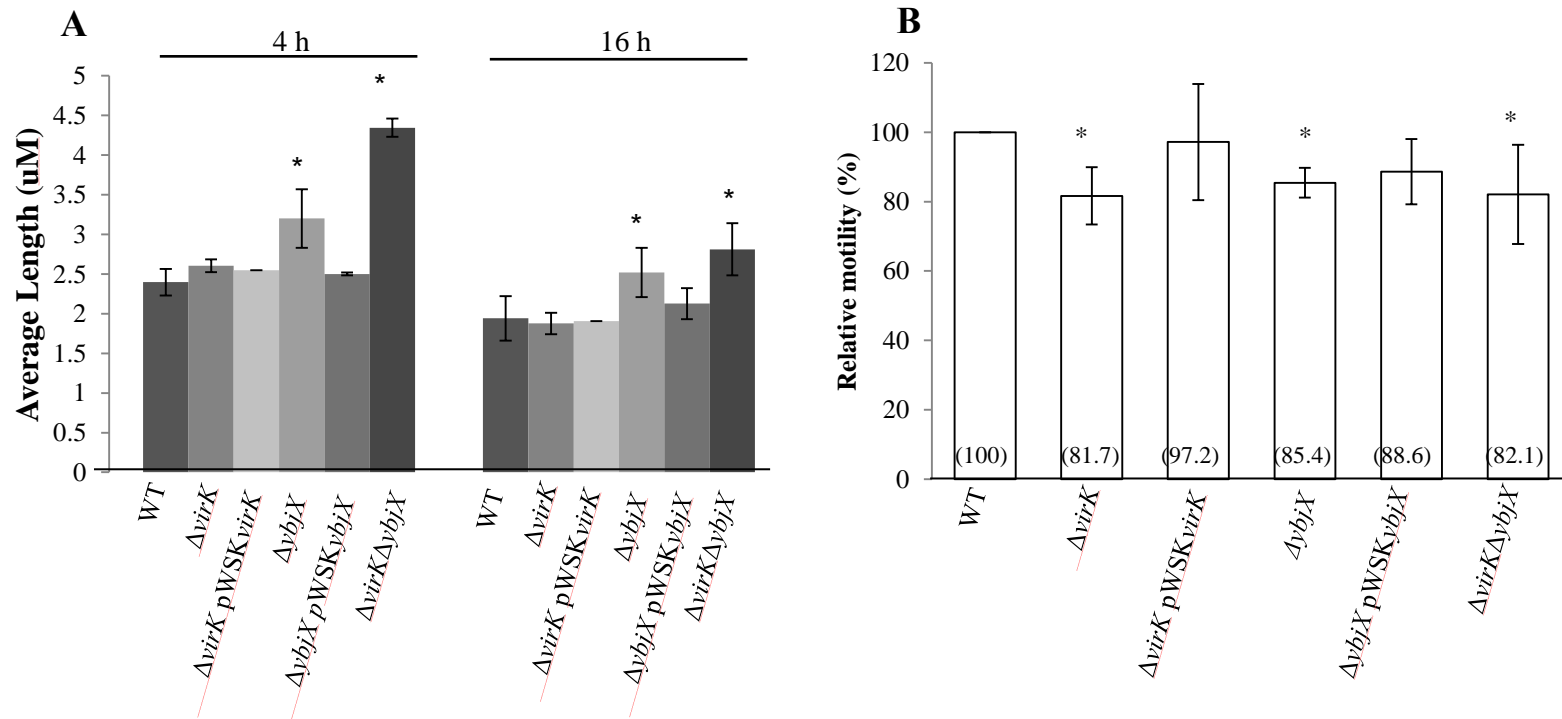 A
4 h
16 h
Average Length (uM)
5
4.5
4
3.5
3
2.5
2
1.5
1
0.5
0
*
*
*
*
WT
ΔvirK
ΔvirK pWSKvirK
ΔybjX
ΔybjX pWSKybjX
ΔvirKΔybjX
WT
ΔvirK
ΔvirK pWSKvirK
ΔybjX
ΔybjX pWSKybjX
ΔvirKΔybjX
B
Relative motility (%)
120
100
80
60
40
20
0
*
*
*
(100)
(81.7)
(97.2)
(85.4)
(88.6)
(82.1)
WT
ΔvirK
ΔvirK pWSKvirK
ΔybjX
ΔybjX pWSKybjX
ΔvirKΔybjX